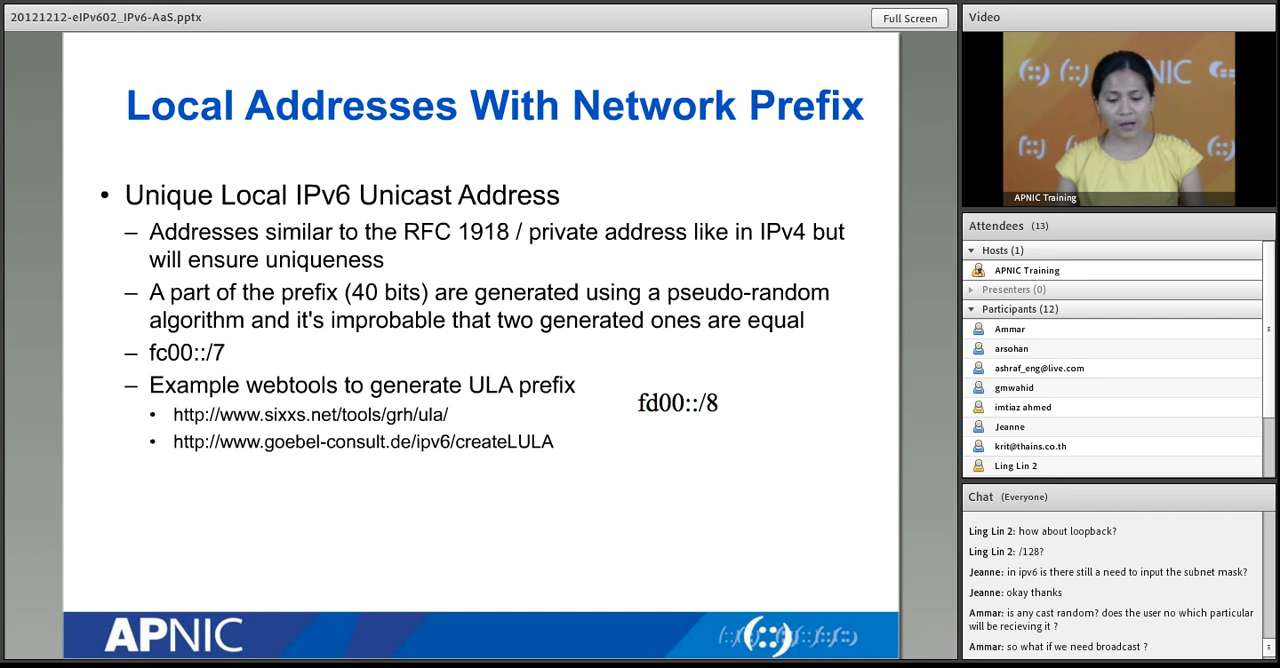 20121212-eIPv602_IPv6-AaS.pptx
Full Screen
Local Addresses With Network Prefix
• Unique Local IPv6 Unicast Address
– Addresses similar to the RFC 1918 / private address like in IPv4 but
will ensure uniqueness
– A part of the prefix (40 bits) are generated using a pseudo-random
algorithm and it's improbable that two generated ones are equal
– fc00::/7
– Example webtools to generate ULA prefix
• http://www.sixxs.net/tools/grh/ula/
• http://www.goebel-consult.de/ipv6/createLULA
fd00::/8
APNIC
(::)
Video
NIC
APNIC Training
Attendees (13)
Hosts (1)
APNIC Training
Presenters (0)
Participants (12)
Ammar
arsohan
ashraf_eng@live.com
gmwahid
imtiaz ahmed
Jeanne
krit@thains.co.th
Ling Lin 2
Chat (Everyone)
Ling Lin 2: how about loopback?
Ling Lin 2: /128?
Jeanne: in ipv6 is there still a need to input the subnet mask?
Jeanne: okay thanks
Ammar: is any cast random? does the user no which particular
will be recieving it ?
Ammar: so what if we need broadcast ?